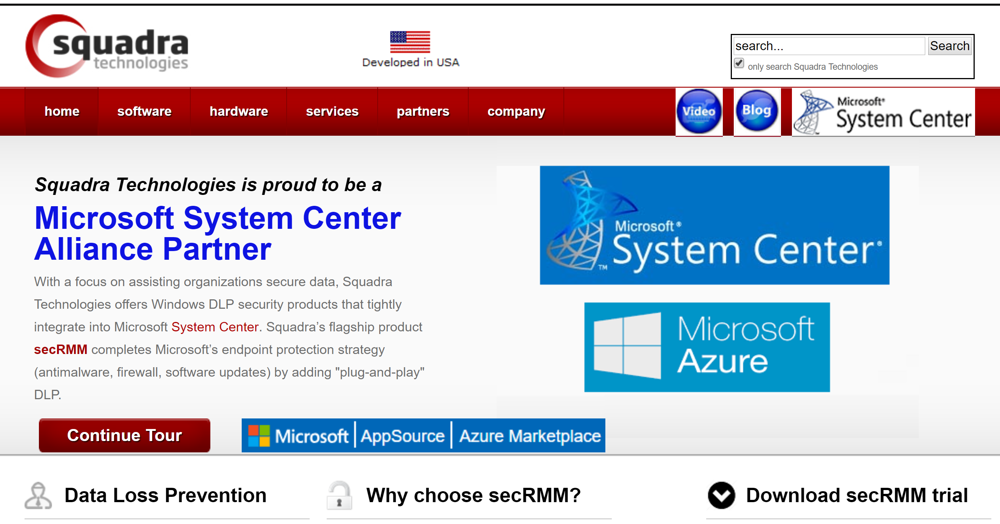 squadra
technologies
Developed in USA
search...
Search
only search Squadra Technologies
home
software
hardware
services
partners
company
Video
Blog
Microsoft®
System Center
Squadra Technologies is proud to be a
Microsoft System Center
Alliance Partner
With a focus on assisting organizations secure data, Squadra
Technologies offers Windows DLP security products that tightly
integrate into Microsoft System Center. Squadra’s flagship product
secRMM completes Microsoft’s endpoint protection strategy
(antimalware, firewall, software updates) by adding "plug-and-play"
DLP.
Microsoft®
System Center®
™
Microsoft
Azure
Continue Tour
Microsoft | AppSource | Azure Marketplace
Data Loss Prevention
Why choose secRMM?
Download secRMM trial